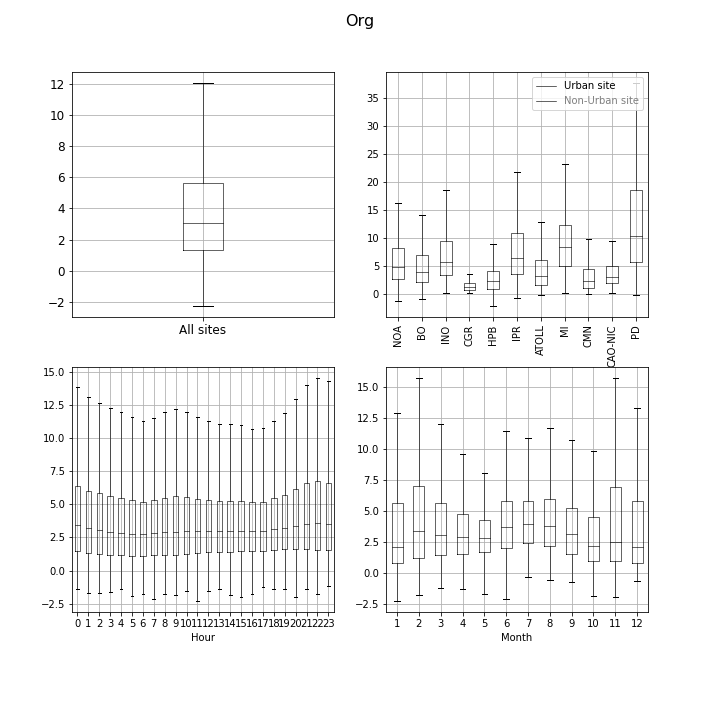 Org
12
10
8
6
4
2
0
−2
All sites
35
30
25
20
15
10
5
0
Urban site
Non-Urban site
NOA
BO
INO
CGR
HPB
IPR
ATOLL
MI
CMN
CAO-NIC
PD
15.0
12.5
10.0
7.5
5.0
2.5
0.0
−2.5
0 1 2 3 4 5 6 7 8 9 10 11 12 13 14 15 16 17 18 19 20 21 22 23
Hour
15.0
12.5
10.0
7.5
5.0
2.5
0.0
−2.5
1 2 3 4 5 6 7 8 9 10 11 12
Month